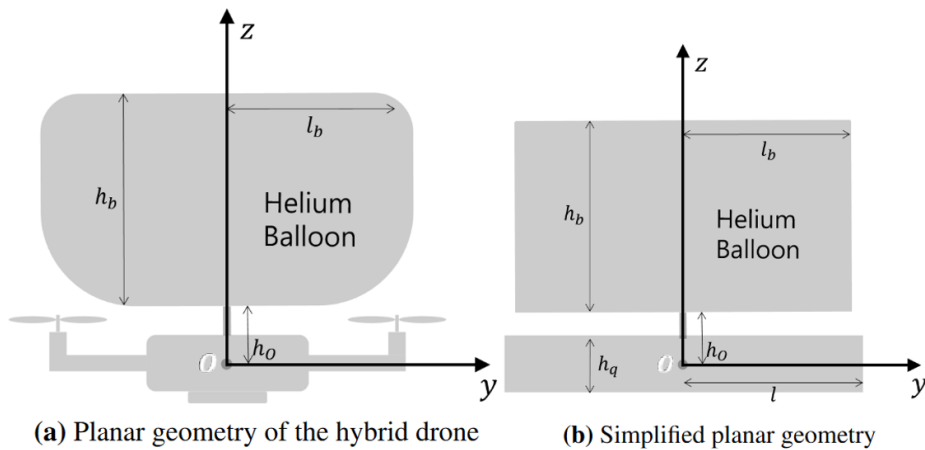 z
l_b
h_b
Helium
Balloon
h_O
O
y
(a) Planar geometry of the hybrid drone
z
l_b
h_b
Helium
Balloon
h_O
h_q
O
y
l
(b) Simplified planar geometry